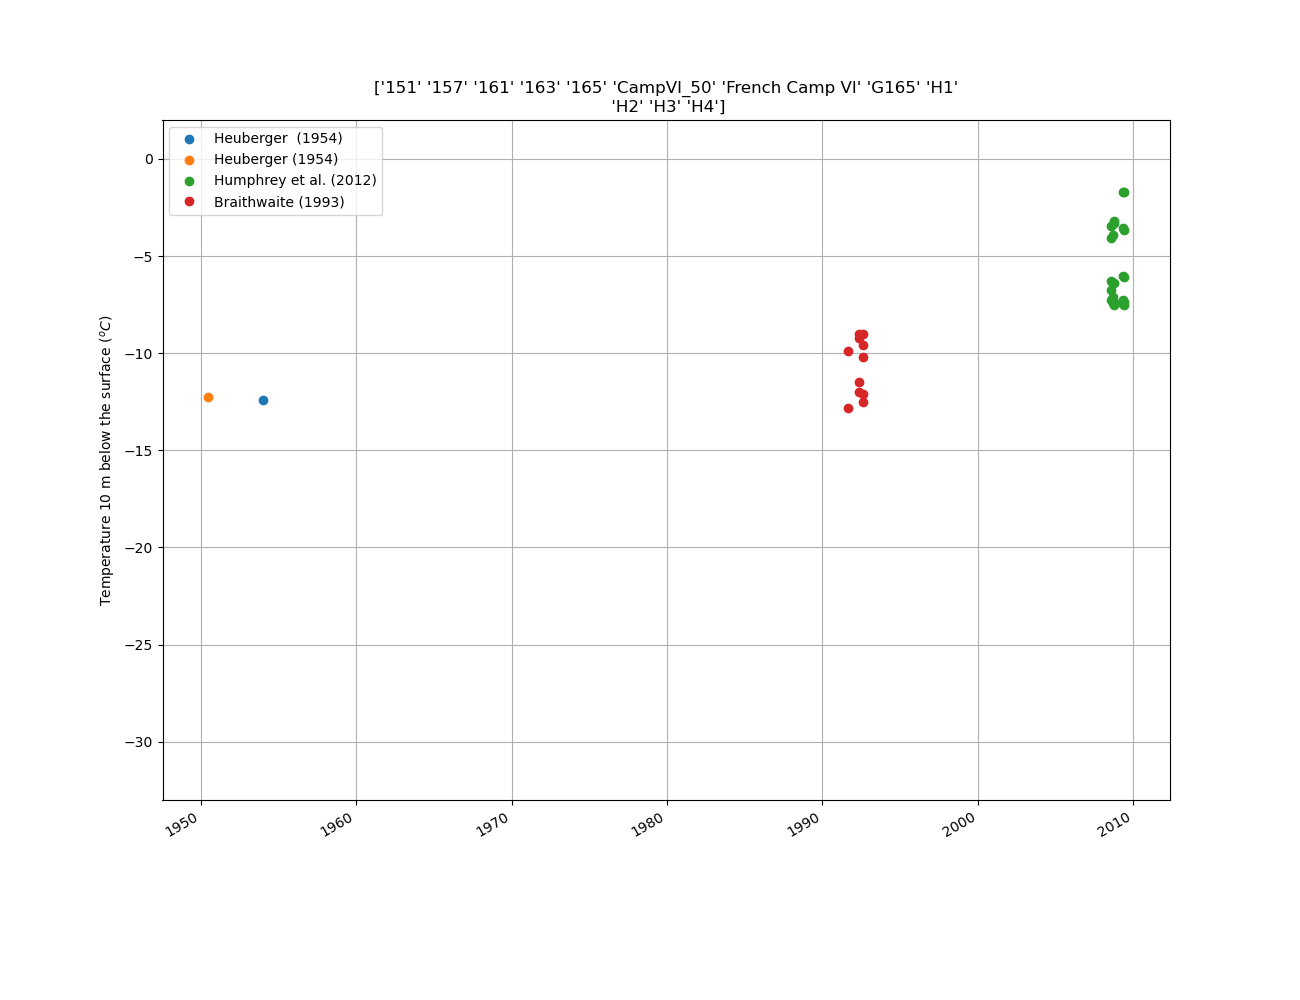 ['151' '157' '161' '163' '165' 'CampVI_50' 'French Camp VI' 'G165' 'H1'
'H2' 'H3' 'H4']
Heuberger  (1954)
Heuberger (1954)
Humphrey et al. (2012)
Braithwaite (1993)
0
−5
−10
−15
−20
−25
−30
Temperature 10 m below the surface (°C)
1950
1960
1970
1980
1990
2000
2010